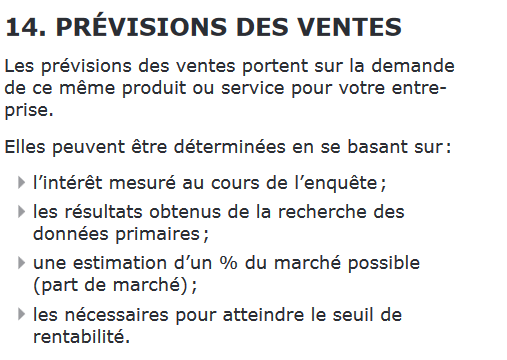 14. PRÉVISIONS DES VENTES
Les prévisions des ventes portent sur la demande
de ce même produit ou service pour votre entre-
prise.
Elles peuvent être déterminées en se basant sur :
l’intérêt mesuré au cours de l’enquête ;
les résultats obtenus de la recherche des
données primaires ;
une estimation d’un % du marché possible
(part de marché) ;
les nécessaires pour atteindre le seuil de
rentabilité.